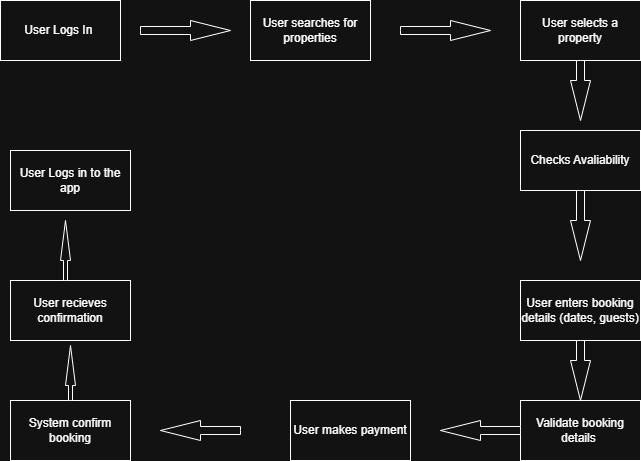 User Logs In
User searches for
properties
User selects a
property
Checks Avaliability
User enters booking
details (dates, guests)
Validate booking
details
User makes payment
System confirm
booking
User recieves
confirmation
User Logs in to the
app